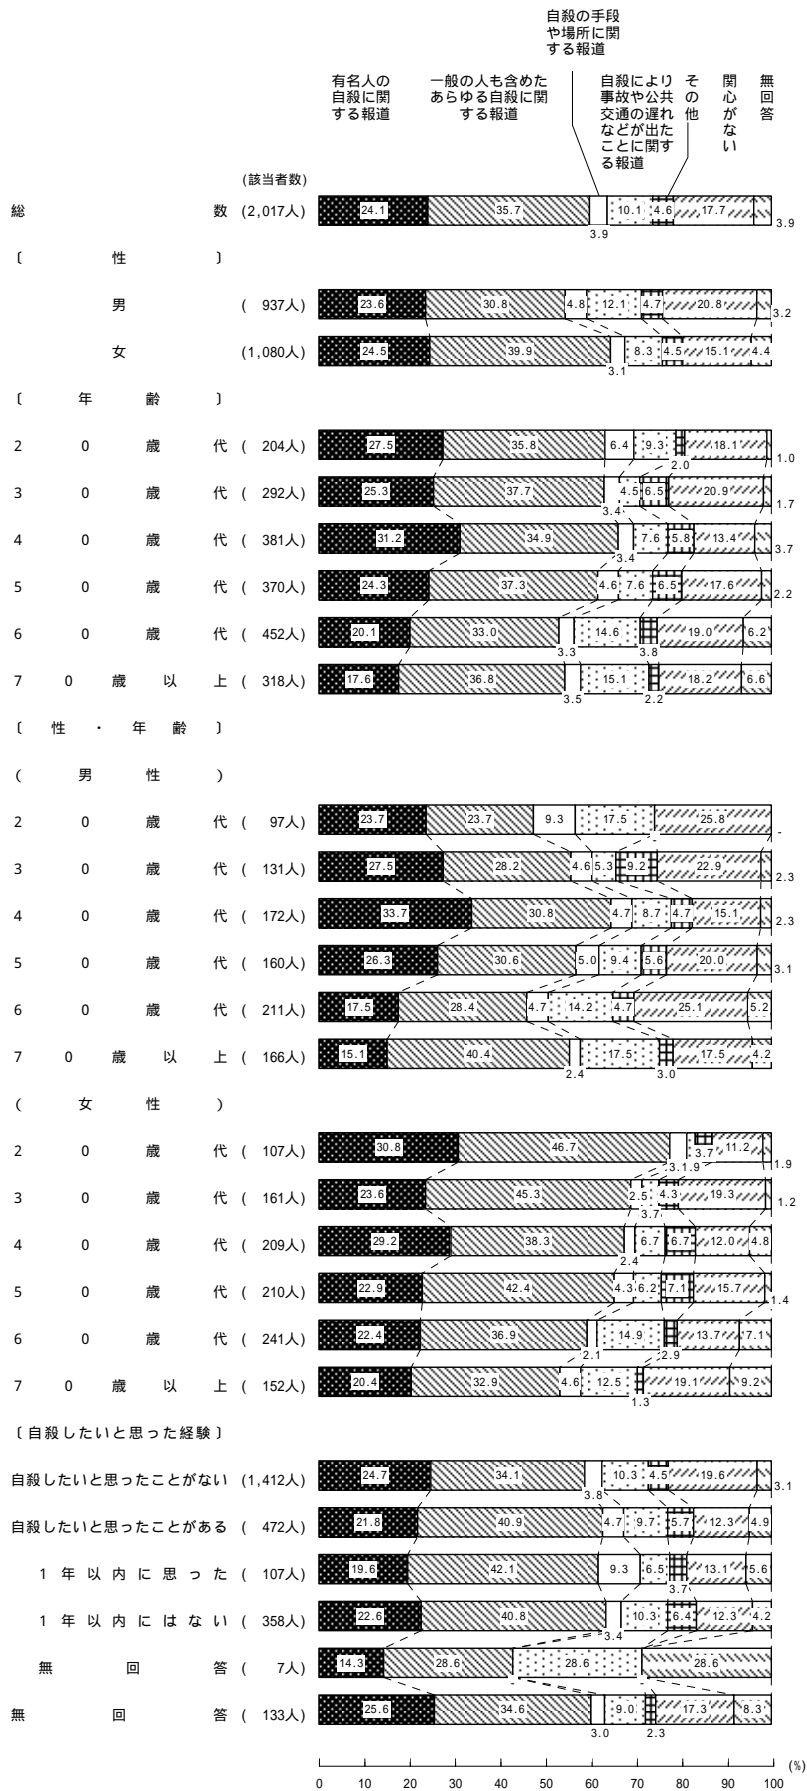 自殺の手段
や場所に関
する報道
有名人の
自殺に関
する報道
一般の人も含めた
あらゆる自殺に関
する報道
自殺により
事故や公共
交通の遅れ
などが出た
ことに関す
る報道
その他
関心がない
無回答
(該当者数)
総数 (2,017人) 24.1 35.7 3.9 10.1 4.6 17.7 3.9
〔性〕
男 ( 937人) 23.6 30.8 4.8 12.1 4.7 20.8 3.2
女 (1,080人) 24.5 39.9 3.1 8.3 4.5 15.1 4.4
〔年齢〕
20歳代 ( 204人) 27.5 35.8 6.4 9.3 2.0 18.1 1.0
30歳代 ( 292人) 25.3 37.7 3.4 4.5 6.5 20.9 1.7
40歳代 ( 381人) 31.2 34.9 3.4 7.6 5.8 13.4 3.7
50歳代 ( 370人) 24.3 37.3 4.6 7.6 6.5 17.6 2.2
60歳代 ( 452人) 20.1 33.0 3.3 14.6 3.8 19.0 6.2
70歳以上 ( 318人) 17.6 36.8 3.5 15.1 2.2 18.2 6.6
〔性・年齢〕
(男性)
20歳代 ( 97人) 23.7 23.7 9.3 17.5 - 25.8 -
30歳代 ( 131人) 27.5 28.2 4.6 5.3 9.2 22.9 2.3
40歳代 ( 172人) 33.7 30.8 4.7 8.7 4.7 15.1 2.3
50歳代 ( 160人) 26.3 30.6 5.0 9.4 5.6 20.0 3.1
60歳代 ( 211人) 17.5 28.4 4.7 14.2 4.7 25.1 5.2
70歳以上 ( 166人) 15.1 40.4 2.4 17.5 3.0 17.5 4.2
(女性)
20歳代 ( 107人) 30.8 46.7 3.1.9 3.7 11.2 1.9
30歳代 ( 161人) 23.6 45.3 2.5 3.7 4.3 19.3 1.2
40歳代 ( 209人) 29.2 38.3 2.4 6.7 6.7 12.0 4.8
50歳代 ( 210人) 22.9 42.4 4.3 6.2 7.1 15.7 1.4
60歳代 ( 241人) 22.4 36.9 2.1 14.9 2.9 13.7 7.1
70歳以上 ( 152人) 20.4 32.9 4.6 12.5 1.3 19.1 9.2
〔自殺したいと思った経験〕
自殺したいと思ったことがない (1,412人) 24.7 34.1 3.8 10.3 4.5 19.6 3.1
自殺したいと思ったことがある ( 472人) 21.8 40.9 4.7 9.7 5.7 12.3 4.9
1年以内に思った ( 107人) 19.6 42.1 9.3 6.5 3.7 13.1 5.6
1年以内にはない ( 358人) 22.6 40.8 3.4 10.3 6.4 12.3 4.2
無回答 ( 7人) 14.3 28.6 - 28.6 - 28.6
無回答 ( 133人) 25.6 34.6 3.0 9.0 2.3 17.3 8.3
0 10 20 30 40 50 60 70 80 90 100 (%)